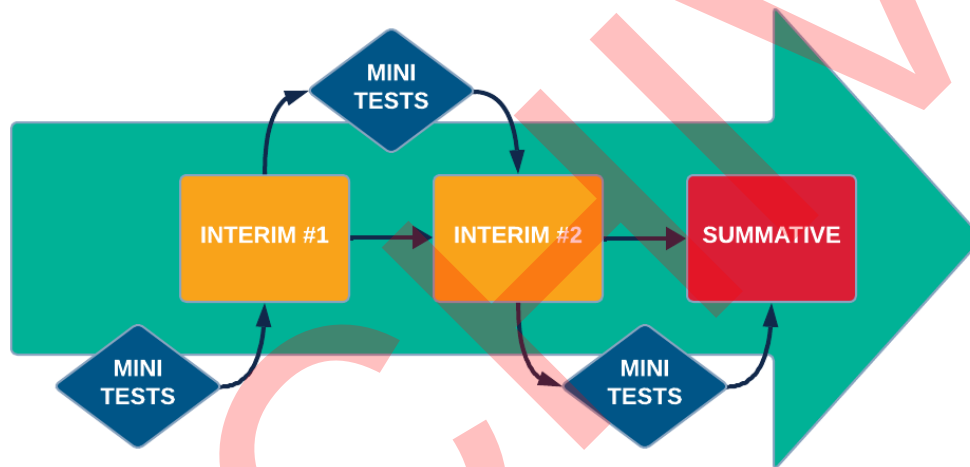 MINI
TESTS
INTERIM #1
INTERIM #2
SUMMATIVE
MINI
TESTS
MINI
TESTS